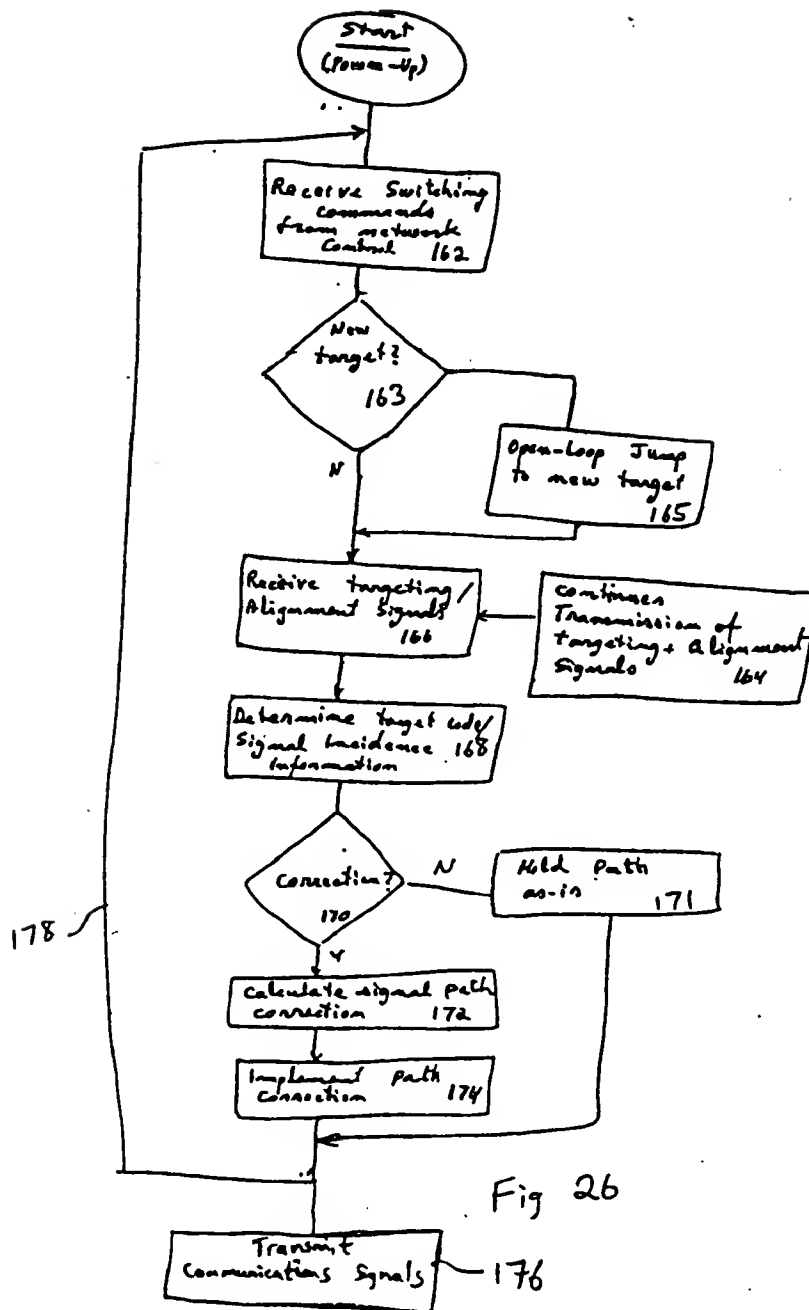 Start
(Power-Up)
Receive Switching
commands
from network
Control 162
New
target?
163
N
Open-Loop Jump
to new target
165
Receive targeting/
Alignment Signals
166
continues
Transmission of
targeting + Alignment
Signals 164
Determine target code/
Signal Incidence 168
Information
Correction?
170
N
Hold Path
as-is
171
Y
178
Calculate signal path
correction 172
Implement path
correction 174
Fig 26
Transmit
Communications Signals
176